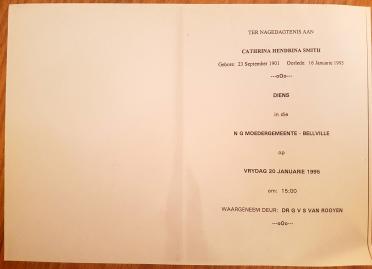 TER NAGEDAGTENIS AAN
CATHRINA HENDRINA SMITH
Gebore: 23 September 1901 Oorlede: 16 Januarie 1995
---oOo---
DIENS
in die
N G MOEDERGEMEENTE - BELLVILLE
op
VRYDAG 20 JANUARIE 1995
om: 15:00
WAARGENEEM DEUR: DR G V S VAN ROOYEN
---oOo---